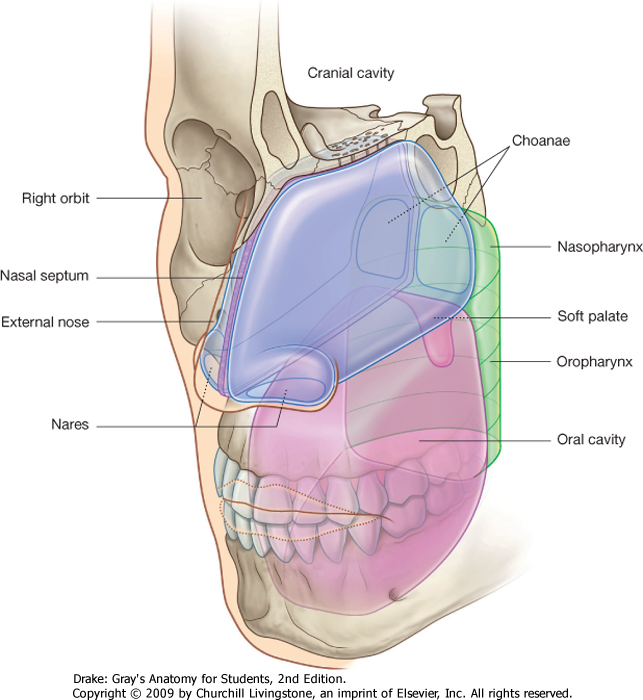 Cranial cavity
Choanae
Right orbit
Nasopharynx
Nasal septum
Soft palate
External nose
Oropharynx
Nares
Oral cavity
Drake: Gray's Anatomy for Students, 2nd Edition.
Copyright © 2009 by Churchill Livingstone, an imprint of Elsevier, Inc. All rights reserved.